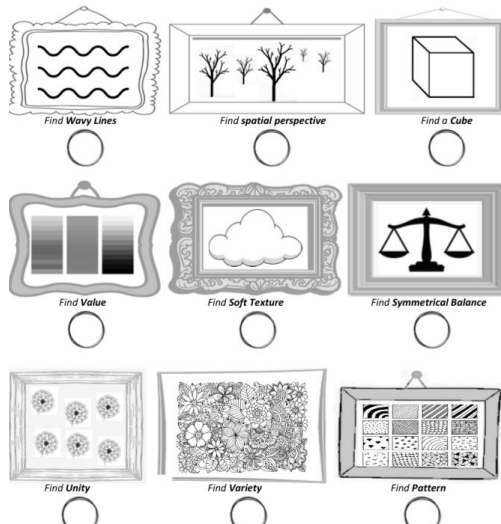 Find Wavy Lines
Find spatial perspective
Find a Cube
Find Value
Find Soft Texture
Find Symmetrical Balance
Find Unity
Find Variety
Find Pattern